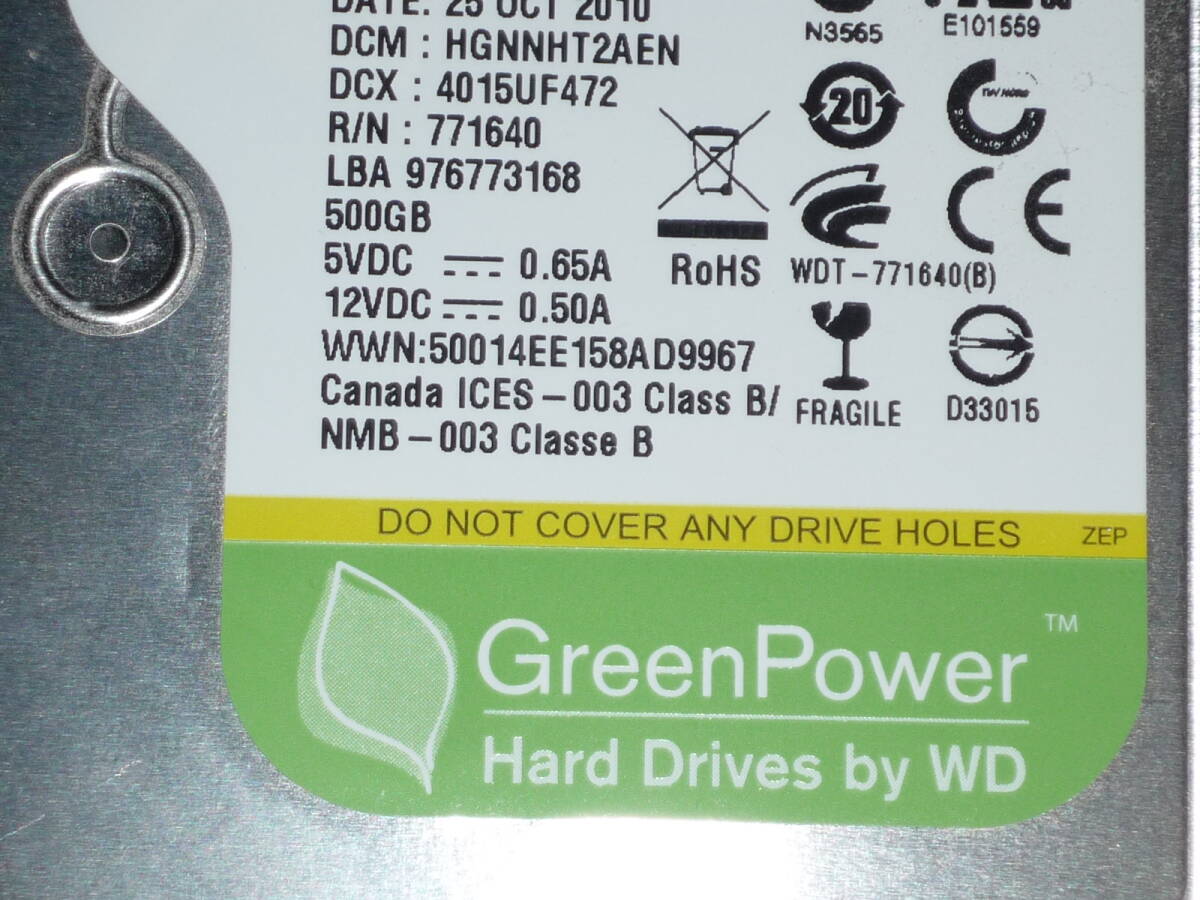 DATE: 25 OCT 2010
DCM : HGNNHT2AEN
DCX : 4015UF472
R/N : 771640
LBA 976773168
500GB
5VDC 0.65A
12VDC 0.50A
WWN:50014EE158AD9967
Canada ICES-003 Class B/
NMB-003 Classe B
N3565
E101559
20
CE
RoHS
WDT-771640(B)
FRAGILE
D33015
DO NOT COVER ANY DRIVE HOLES
ZEP
GreenPower™
Hard Drives by WD